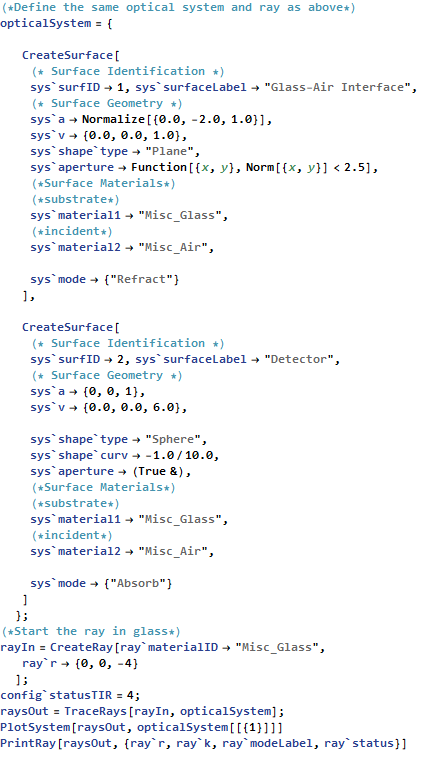 (*Define the same optical system and ray as above*)
opticalSystem = {
CreateSurface[
(* Surface Identification *)
sys`surfID → 1, sys`surfaceLabel → "Glass-Air Interface",
(* Surface Geometry *)
sys`a → Normalize[{0.0, -2.0, 1.0}],
sys`v → {0.0, 0.0, 1.0},
sys`shape`type → "Plane",
sys`aperture → Function[{x, y}, Norm[{x, y}] < 2.5],
(*Surface Materials*)
(*substrate*)
sys`material1 → "Misc_Glass",
(*incident*)
sys`material2 → "Misc_Air",
sys`mode → {"Refract"}
],
CreateSurface[
(* Surface Identification *)
sys`surfID → 2, sys`surfaceLabel → "Detector",
(* Surface Geometry *)
sys`a → {0, 0, 1},
sys`v → {0.0, 0.0, 6.0},
sys`shape`type → "Sphere",
sys`shape`curv → -1.0/10.0,
sys`aperture → (True &),
(*Surface Materials*)
(*substrate*)
sys`material1 → "Misc_Glass",
(*incident*)
sys`material2 → "Misc_Air",
sys`mode → {"Absorb"}
]
};
(*Start the ray in glass*)
rayIn = CreateRay[ray`materialID → "Misc_Glass",
ray`r → {0, 0, -4}
];
config`statusTIR = 4;
raysOut = TraceRays[rayIn, opticalSystem];
PlotSystem[raysOut, opticalSystem[[{1}]]]
PrintRay[raysOut, {ray`r, ray`k, ray`modeLabel, ray`status}]